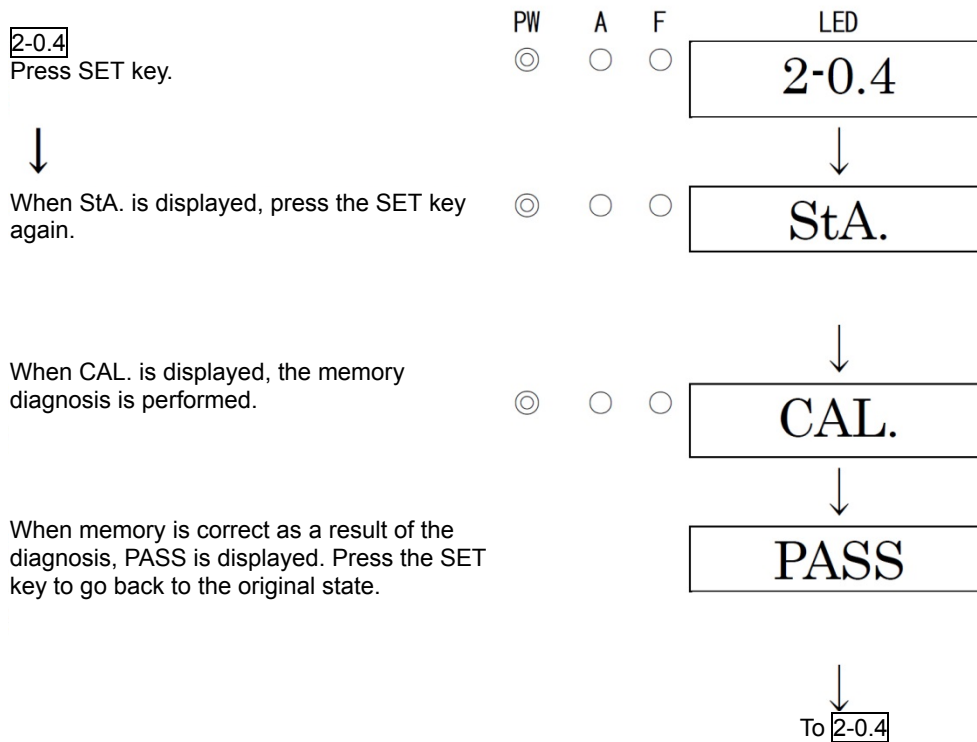 PW A F LED
2-0.4
Press SET key.
2-0.4
↓
↓
When StA. is displayed, press the SET key
again.
StA.
↓
When CAL. is displayed, the memory
diagnosis is performed.
CAL.
↓
When memory is correct as a result of the
diagnosis, PASS is displayed. Press the SET
key to go back to the original state.
PASS
↓
To 2-0.4